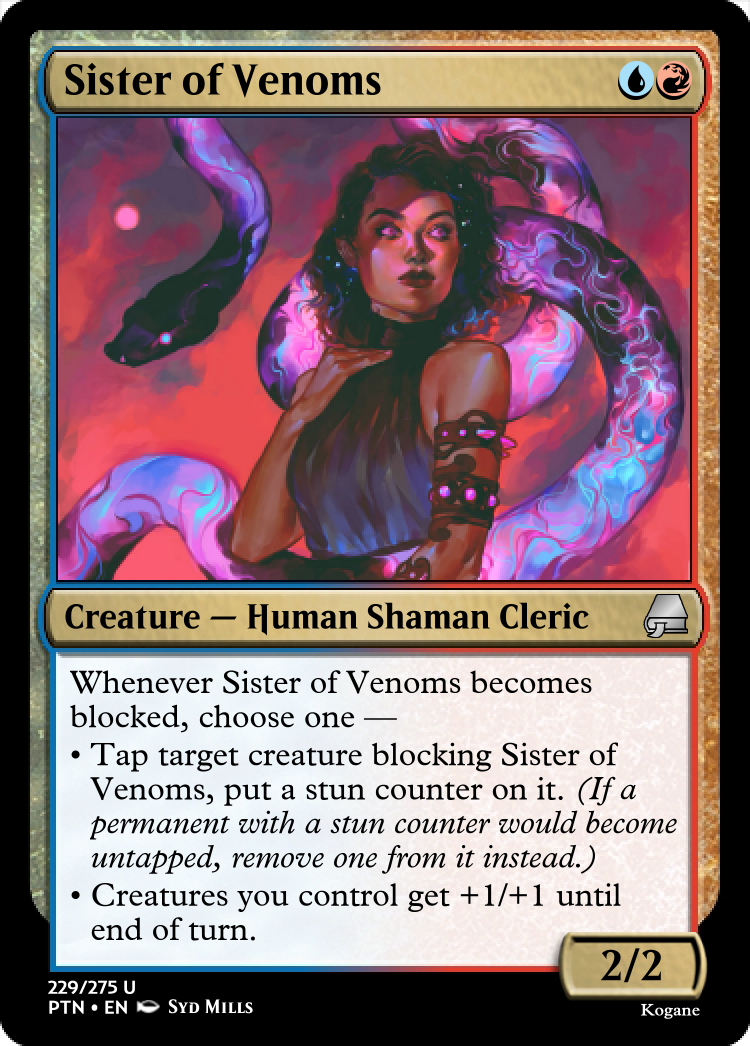 Sister of Venoms
Creature — Human Shaman Cleric
Whenever Sister of Venoms becomes
blocked, choose one —
• Tap target creature blocking Sister of
Venoms, put a stun counter on it. (If a
permanent with a stun counter would become
untapped, remove one from it instead.)
• Creatures you control get +1/+1 until
end of turn.
2/2
229/275 U
PTN • EN Syd Mills
Kogane